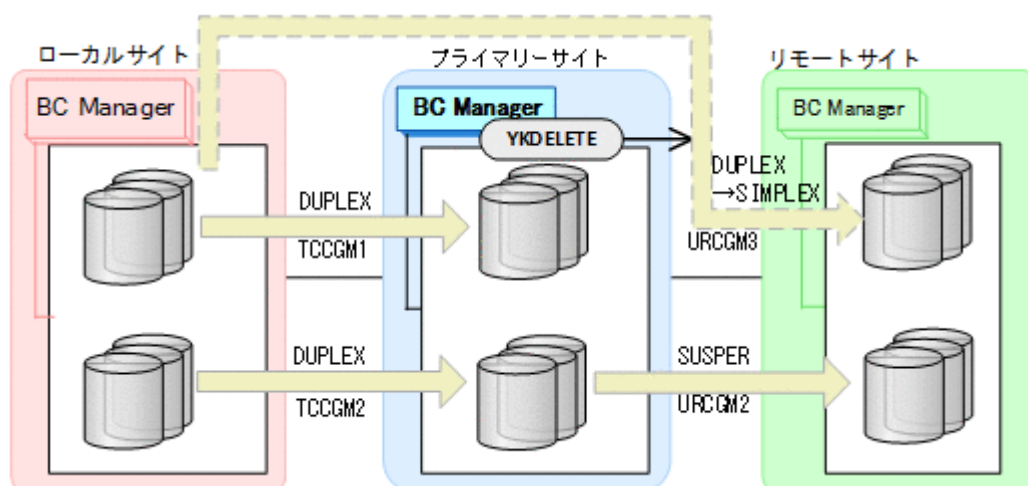 ローカルサイト
プライマリーサイト
リモートサイト
BC Manager
BC Manager
BC Manager
YKDELETE
DUPLEX
→SIMPLEX
DUPLEX
TCCGM1
URCGM3
DUPLEX
TCCGM2
SUSPER
URCGM2